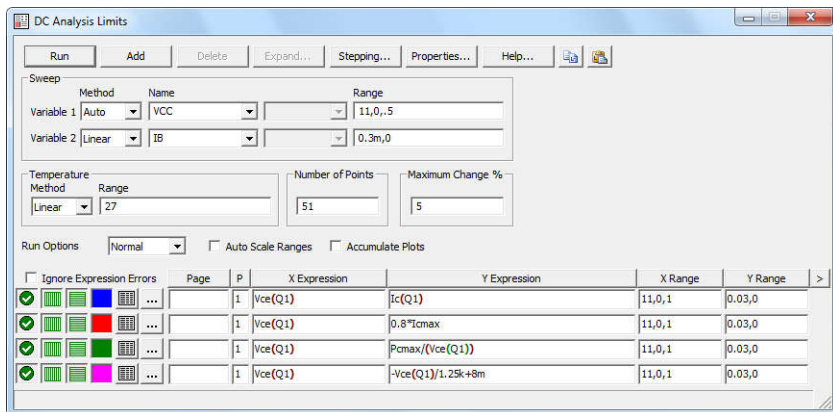 DC Analysis Limits
Run Add Delete Expand... Stepping... Properties... Help...
Sweep
Method Name Range
Variable 1 Auto VCC 11,0,.5
Variable 2 Linear IB 0.3m,0
Temperature Number of Points Maximum Change %
Method Range
Linear 27 51 5
Run Options Normal Auto Scale Ranges Accumulate Plots
Ignore Expression Errors Page P X Expression Y Expression X Range Y Range >
... 1 Vce(Q1) Ic(Q1) 11,0,1 0.03,0
... 1 Vce(Q1) 0.8*Icmax 11,0,1 0.03,0
... 1 Vce(Q1) Pcmax/(Vce(Q1)) 11,0,1 0.03,0
... 1 Vce(Q1) -Vce(Q1)/1.25k+8m 11,0,1 0.03,0